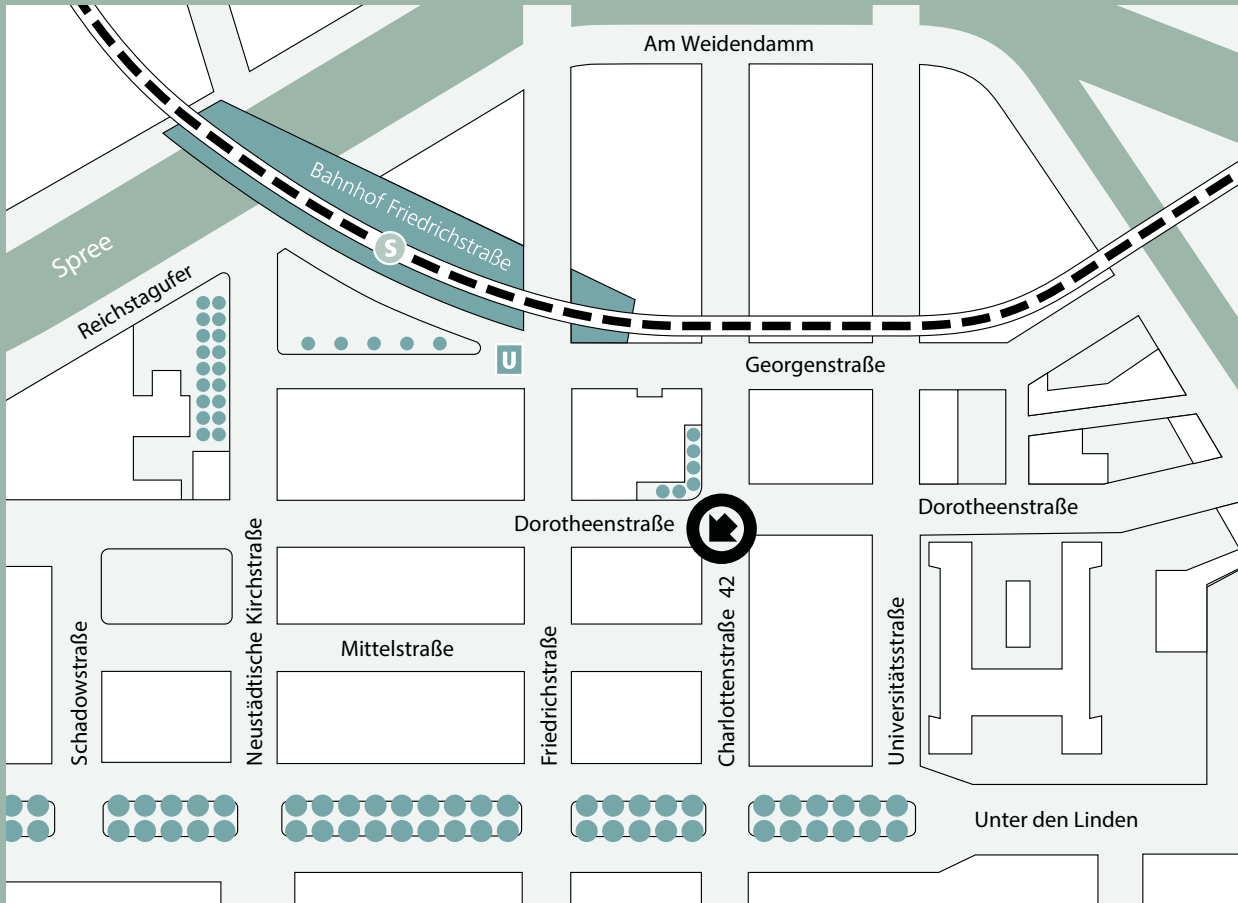 Am Weidendamm
Bahnhof Friedrichstraße
S
Spree
Reichstagufer
U
Georgenstraße
Dorotheenstraße
Dorotheenstraße
Schadowstraße
Neustädtische Kirchstraße
Mittelstraße
Friedrichstraße
Charlottenstraße 42
Universitätsstraße
Unter den Linden